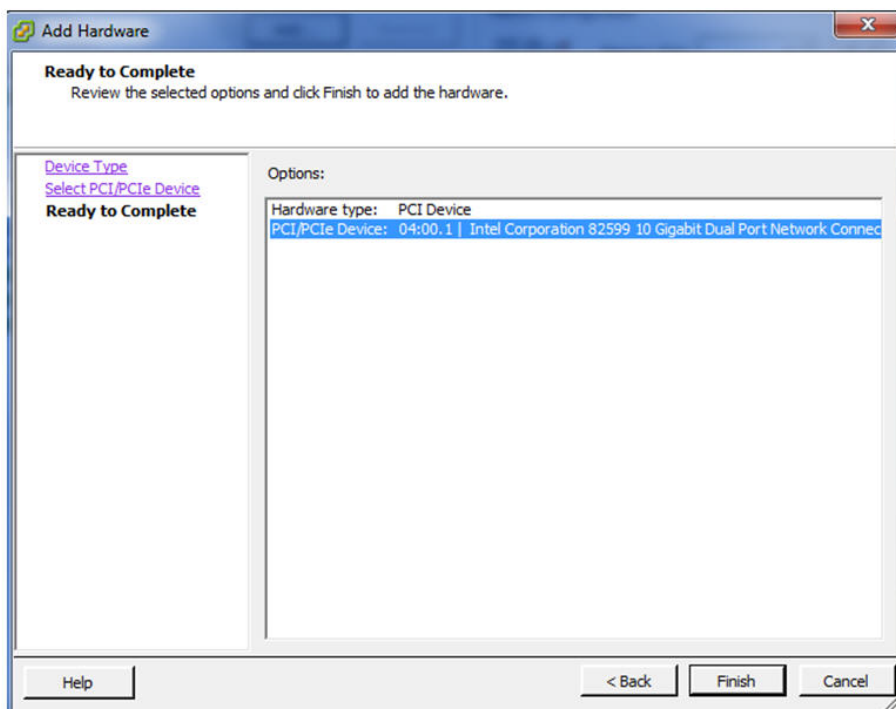 Add Hardware
Ready to Complete
Review the selected options and click Finish to add the hardware.
Device Type
Select PCI/PCIe Device
Ready to Complete
Options:
Hardware type: PCI Device
PCI/PCIe Device: 04:00.1 | Intel Corporation 82599 10 Gigabit Dual Port Network Connec
Help
< Back
Finish
Cancel